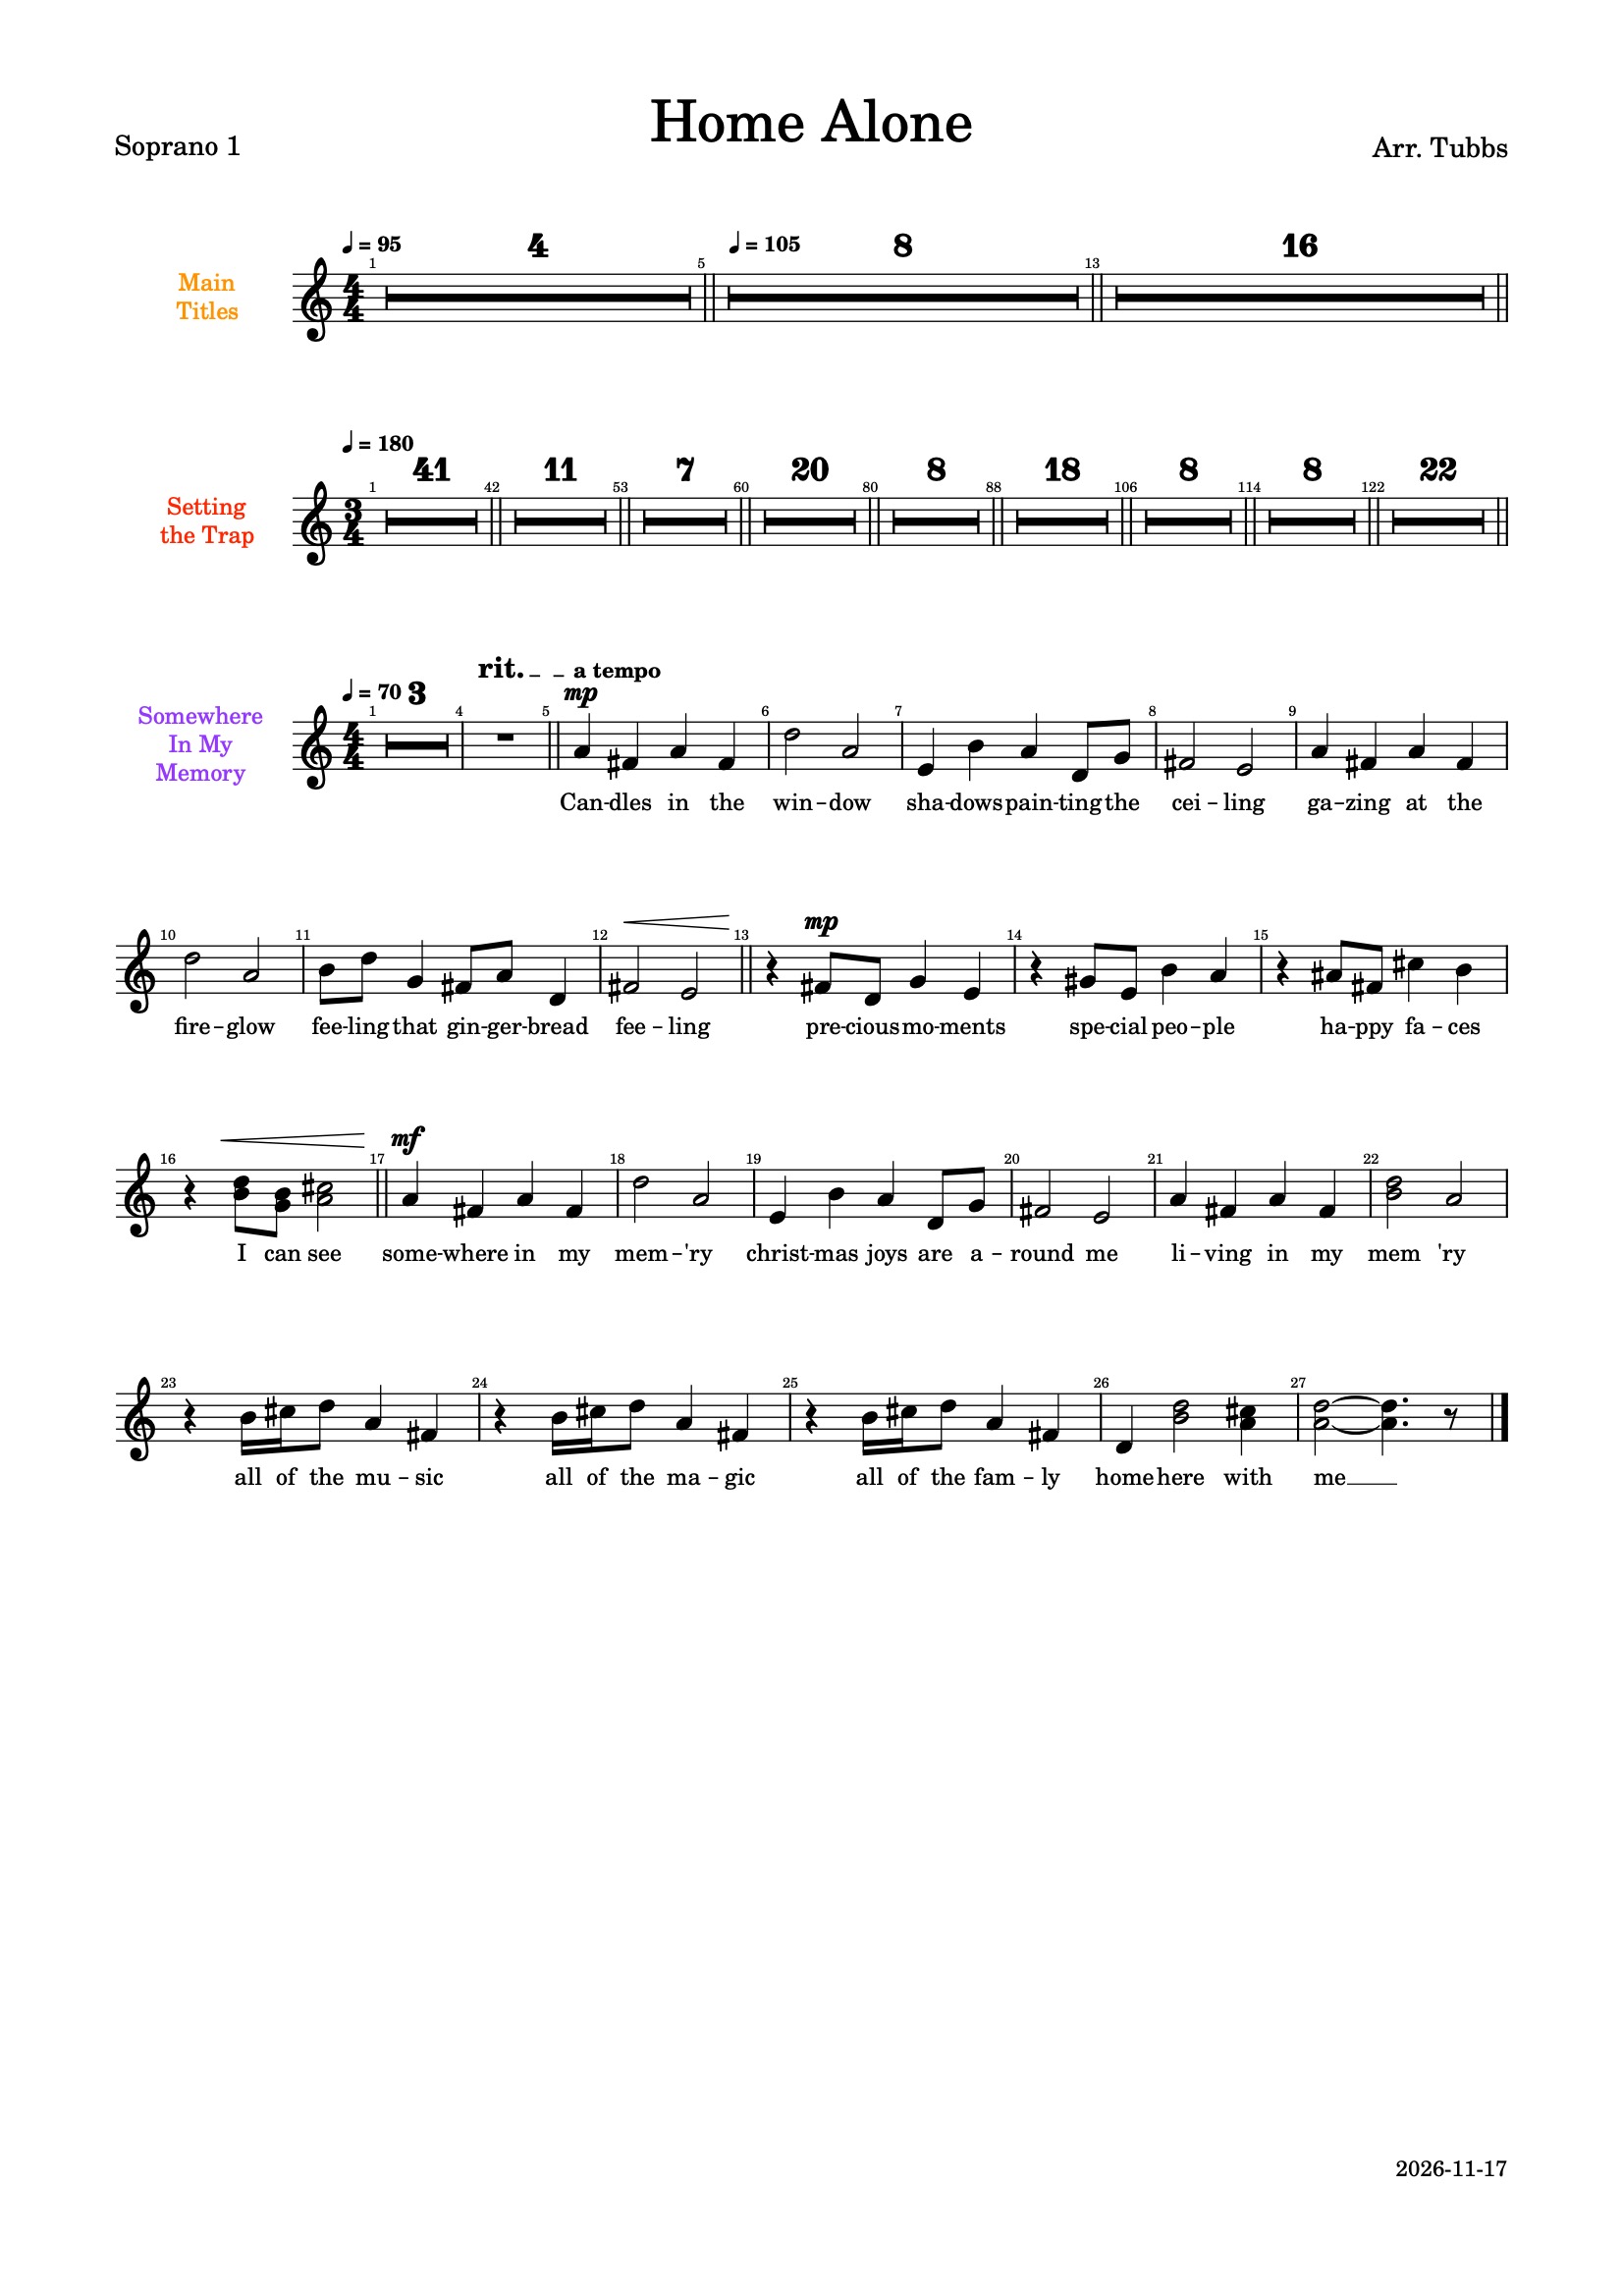 Home Alone
Soprano 1
Arr. Tubbs
Main
Titles
♩= 95 4 ♩= 105 8 16
1 5 13
4
4
Setting
the Trap
♩= 180
41 11 7 20 8 18 8 8 22
1 42 53 60 80 88 106 114 122
3
4
Somewhere
In My
Memory
rit. a tempo
♩= 70 3 mp
1 4 5 6 7 8 9
4
4
Can-dles in the win-dow sha-dows pain-ting the cei-ling ga-zing at the
10 11 12 13 mp 14 15
fire-glow fee-ling that gin-ger-bread fee-ling pre-cious mo-ments spe-cial peo-ple ha-ppy fa-ces
16 17 mf 18 19 20 21 22
I can see some-where in my mem-'ry christ-mas joys are a-round me li-ving in my mem 'ry
23 24 25 26 27
all of the mu-sic all of the ma-gic all of the fam-ly home here with me
2026-11-17